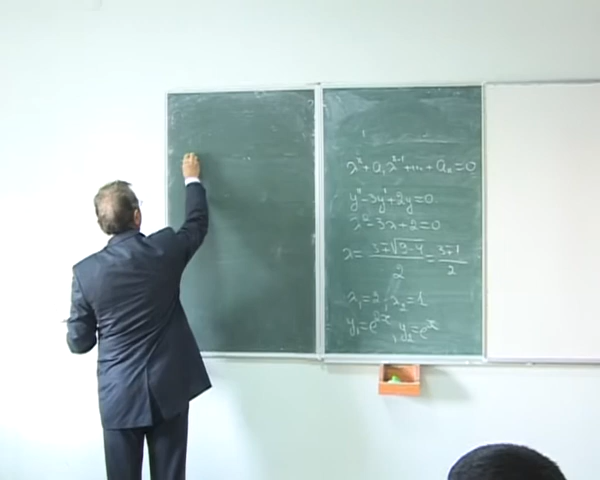 λⁿ+a₁λⁿ⁻¹+...+aₙ=0
y"-3y'+2y=0
λ²-3λ+2=0
λ=(3∓√(9-4))/2=(3∓1)/2
λ₁=2, λ₂=1
y₁=e²ˣ, y₂=eˣ